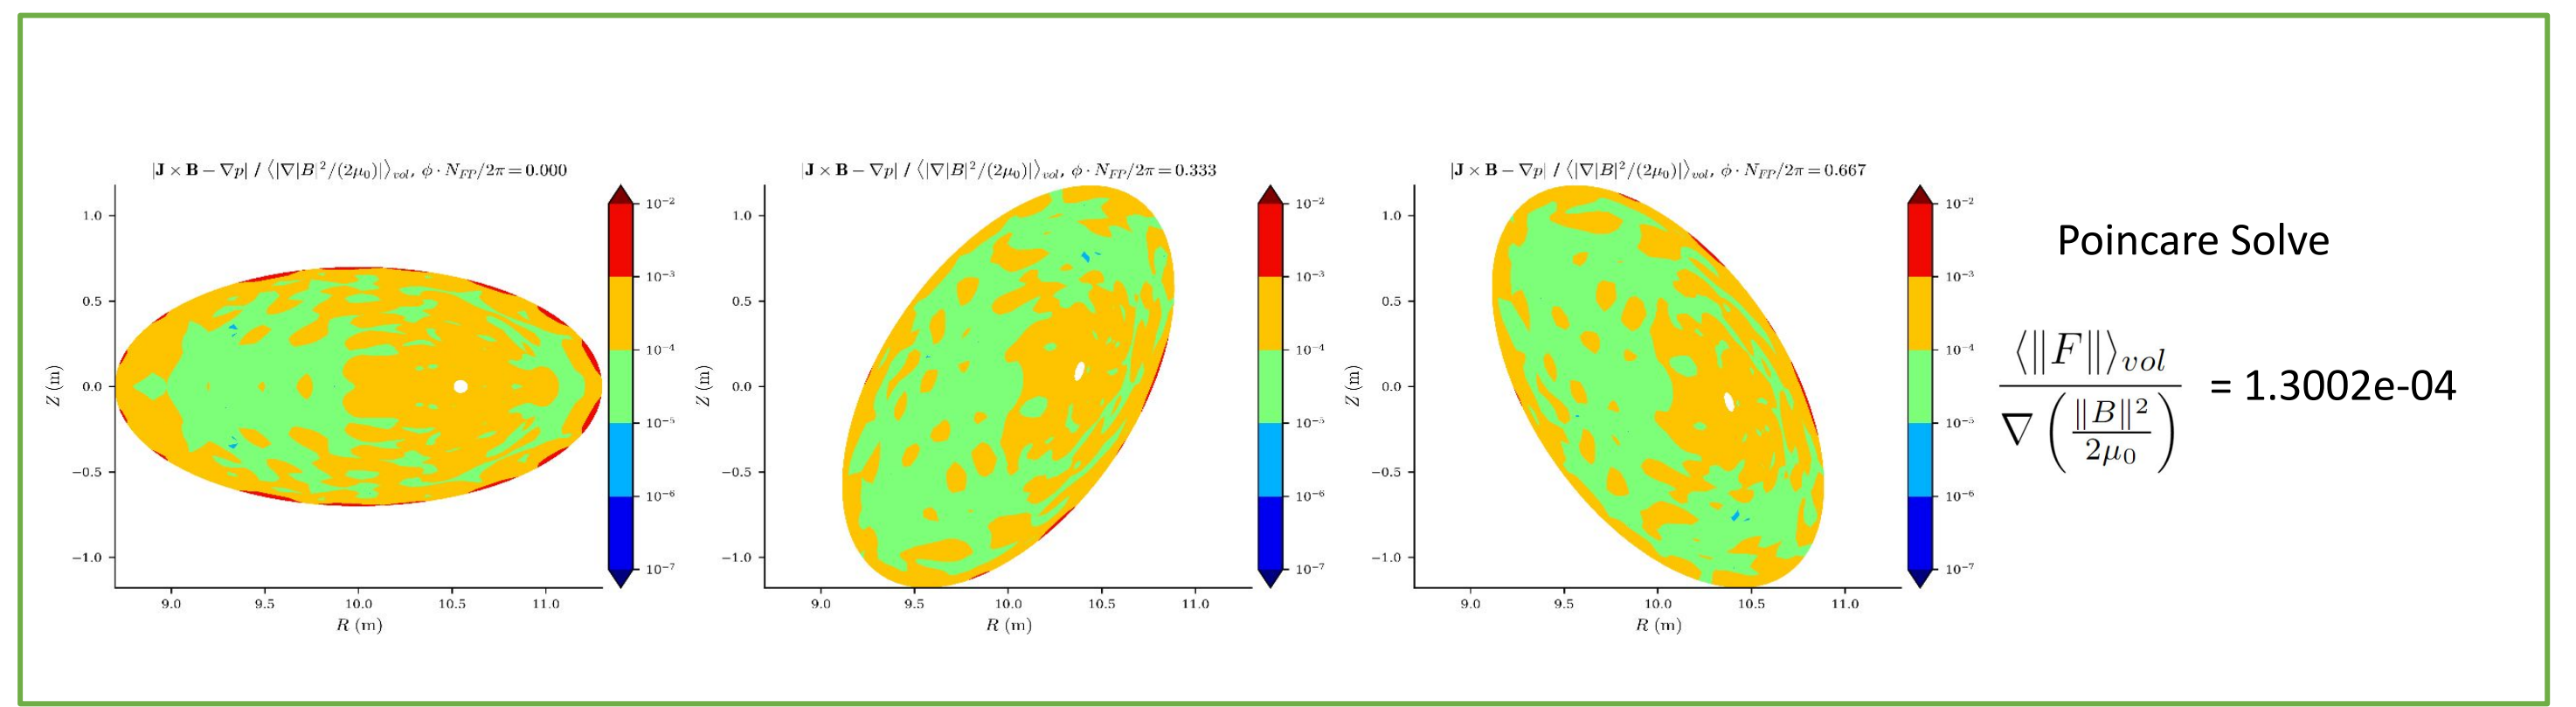 |J × B − ∇p| / ⟨|∇|B|²/(2μ₀)|⟩vol, ϕ · N_FP/2π = 0.000
1.0
0.5
0.0
−0.5
−1.0
Z (m)
9.0 9.5 10.0 10.5 11.0
R (m)
10⁻²
10⁻³
10⁻⁴
10⁻⁵
10⁻⁶
10⁻⁷
|J × B − ∇p| / ⟨|∇|B|²/(2μ₀)|⟩vol, ϕ · N_FP/2π = 0.333
1.0
0.5
0.0
−0.5
−1.0
Z (m)
9.0 9.5 10.0 10.5 11.0
R (m)
10⁻²
10⁻³
10⁻⁴
10⁻⁵
10⁻⁶
10⁻⁷
|J × B − ∇p| / ⟨|∇|B|²/(2μ₀)|⟩vol, ϕ · N_FP/2π = 0.667
1.0
0.5
0.0
−0.5
−1.0
Z (m)
9.0 9.5 10.0 10.5 11.0
R (m)
10⁻²
10⁻³
10⁻⁴
10⁻⁵
10⁻⁶
10⁻⁷
Poincare Solve
⟨‖F‖⟩vol
∇(‖B‖²/2μ₀) = 1.3002e-04